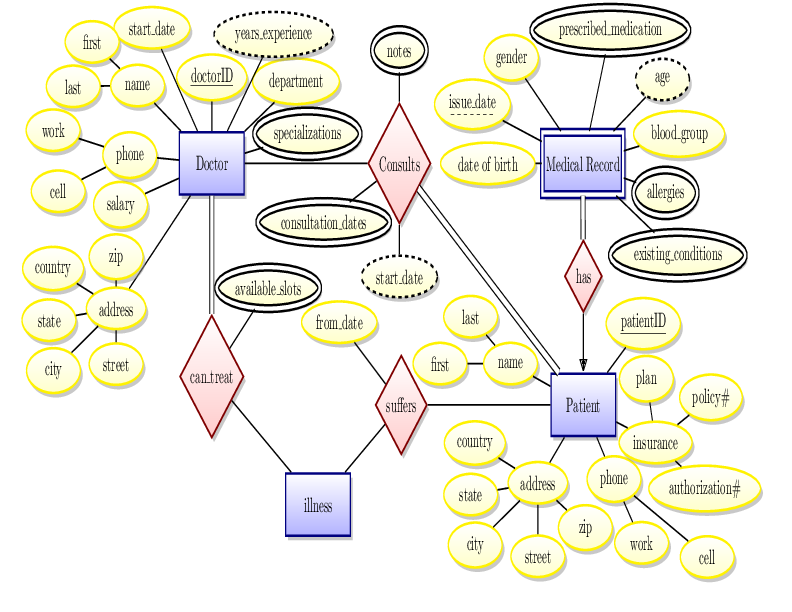 start_date
years_experience
prescribed_medication
first
notes
name
doctorID
department
gender
age
last
issue_date
work
specializations
blood_group
phone
Doctor
Consults
date of birth
Medical Record
cell
salary
allergies
consultation_dates
existing_conditions
zip
country
start_date
has
available_slots
address
state
from_date
last
patientID
city
street
first
name
can_treat
plan
policy#
suffers
Patient
insurance
country
address
phone
authorization#
state
illness
zip
city
street
work
cell